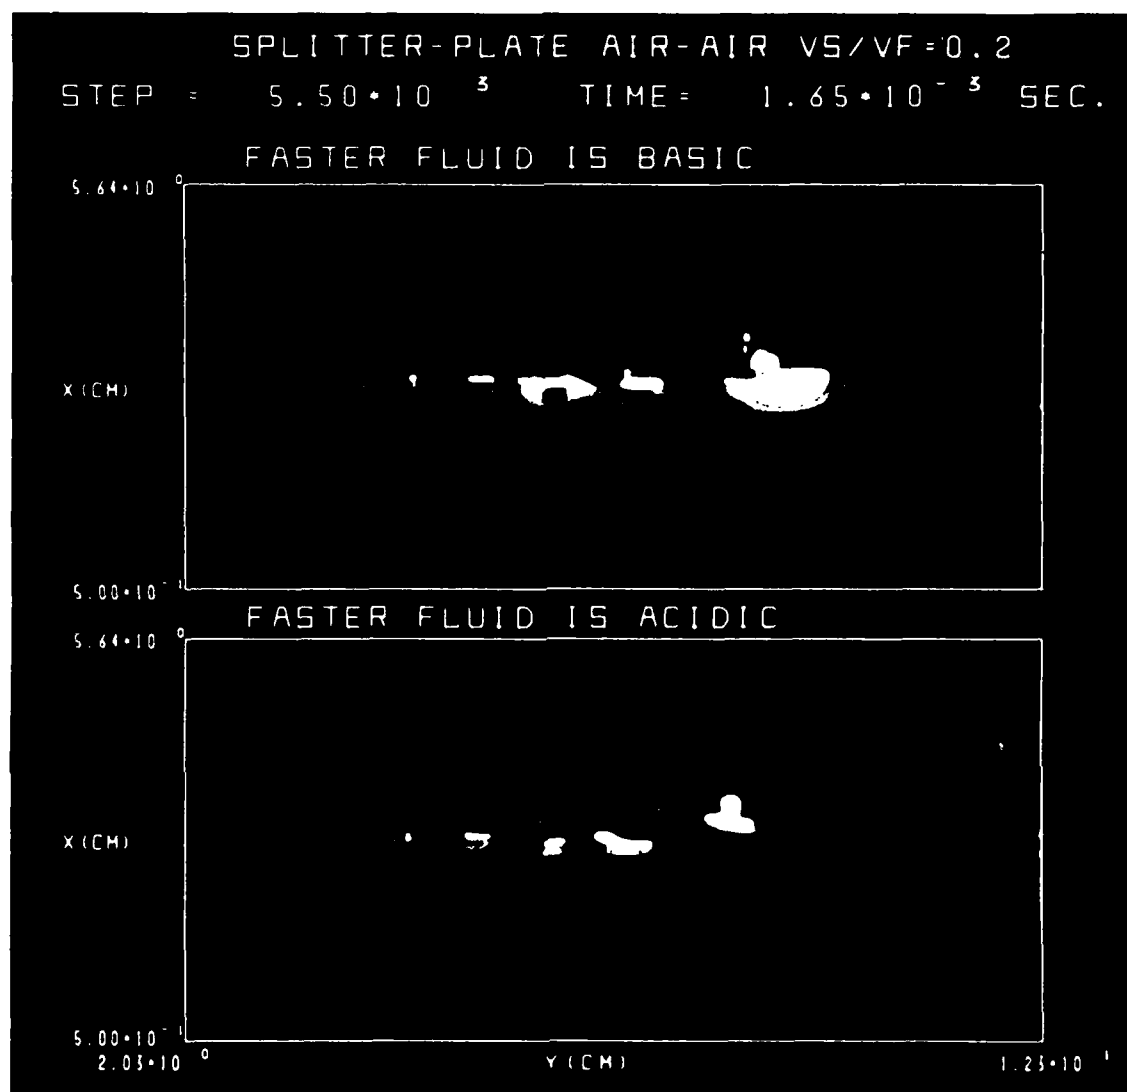 SPLITTER-PLATE AIR-AIR VS/VF=0.2
STEP = 5.50*10 3 TIME= 1.65*10 -3 SEC.
FASTER FLUID IS BASIC
5.64*10 0
X(CM)
5.00*10 -1
FASTER FLUID IS ACIDIC
5.64*10 0
X(CM)
5.00*10 -1
2.03*10 0 Y(CM) 1.23*10 1